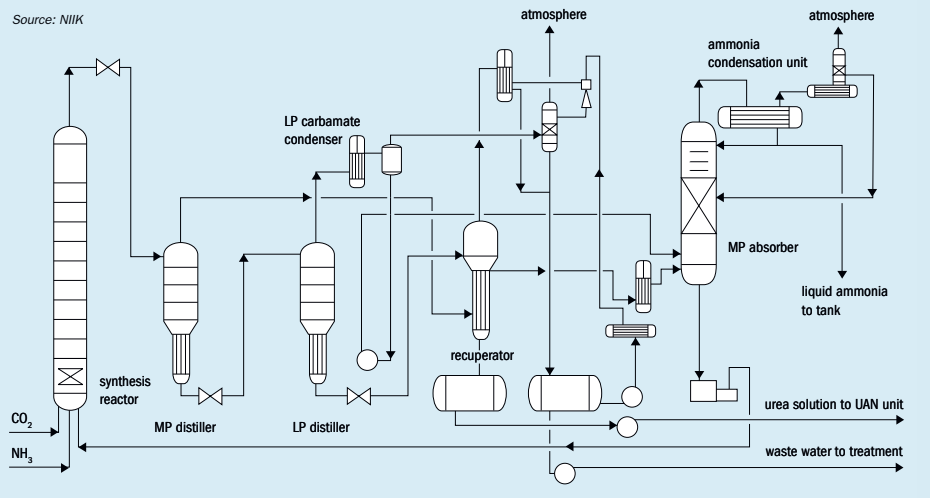 Source: NIIK
atmosphere
atmosphere
ammonia
condensation unit
LP carbamate
condenser
MP absorber
liquid ammonia
to tank
recuperator
synthesis
reactor
MP distiller
LP distiller
CO2
NH3
urea solution to UAN unit
waste water to treatment